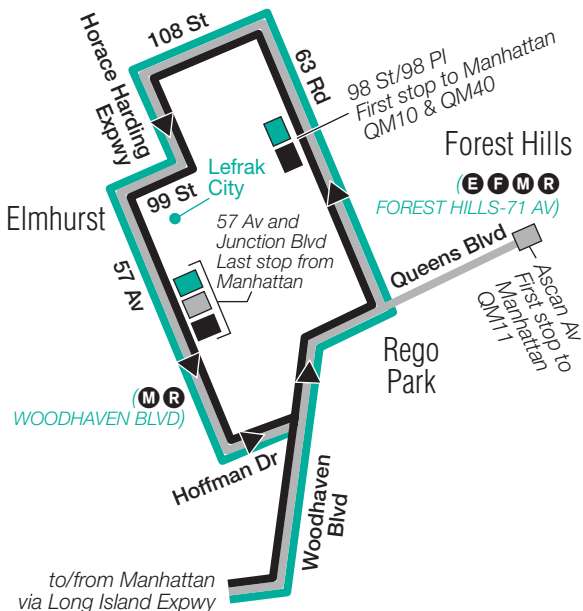 108 St
Horace Harding
Expwy
63 Rd
98 St/98 Pl
First stop to Manhattan
QM10 & QM40
Forest Hills
(E F M R
FOREST HILLS-71 AV)
Lefrak
City
99 St
Elmhurst
57 Av
57 Av and
Junction Blvd
Last stop from
Manhattan
Queens Blvd
Ascan Av
First stop to
Manhattan
QM11
Rego
Park
(M R
WOODHAVEN BLVD)
Hoffman Dr
Woodhaven
Blvd
to/from Manhattan
via Long Island Expwy